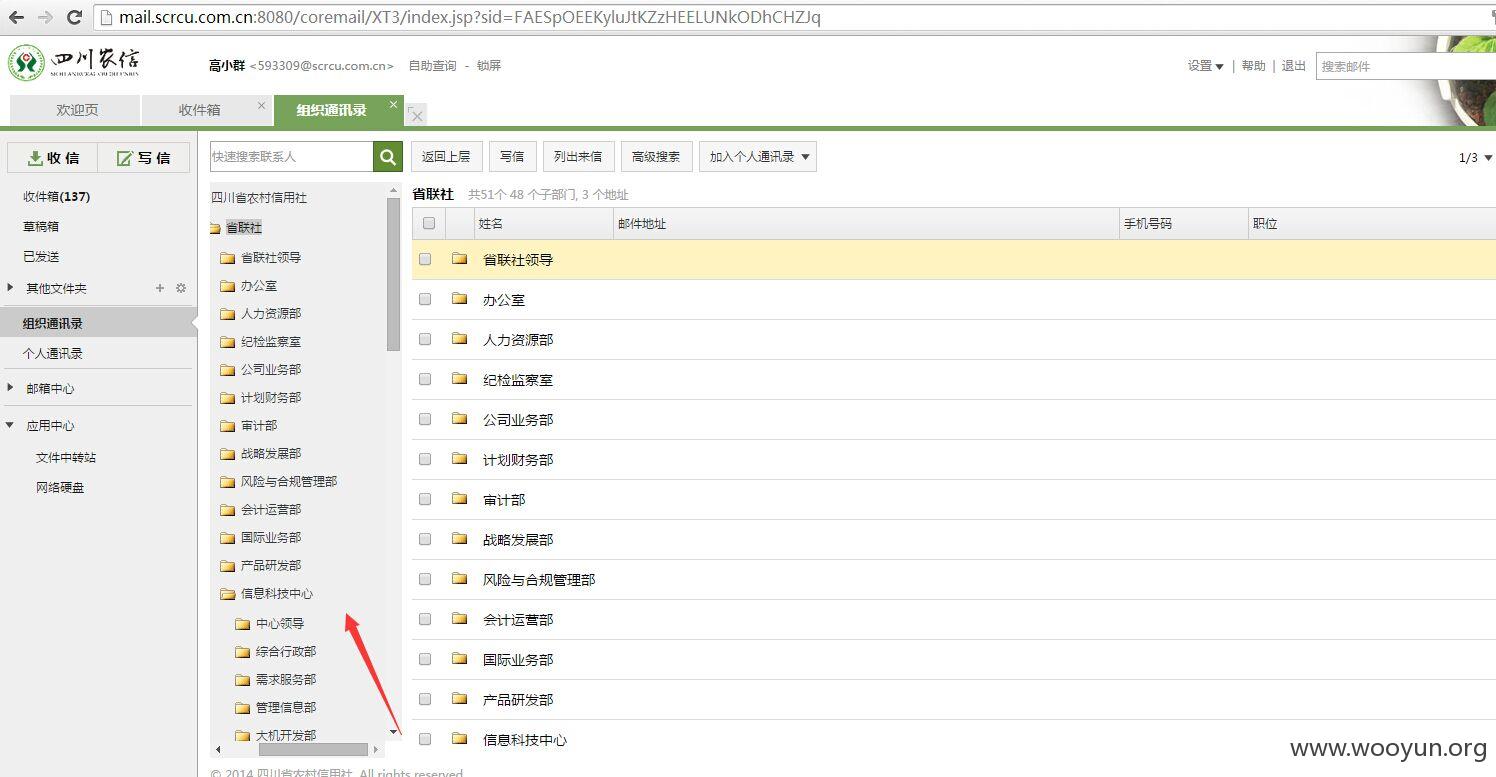 mail.scrcu.com.cn:8080/coremail/XT3/index.jsp?sid=FAESpOEEKyluJtKZzHEELUNkODhCHZJq
四川农信
高小群 <593309@scrcu.com.cn> 自助查询 - 锁屏
设置 | 帮助 | 退出 搜索邮件
欢迎页 收件箱 组织通讯录
收信 写信
快速搜索联系人
返回上层 写信 列出来信 高级搜索 加入个人通讯录
1/3
收件箱(137)
草稿箱
已发送
其他文件夹
组织通讯录
个人通讯录
邮箱中心
应用中心
文件中转站
网络硬盘
四川省农村信用社
省联社
省联社领导
办公室
人力资源部
纪检监察室
公司业务部
计划财务部
审计部
战略发展部
风险与合规管理部
会计运营部
国际业务部
产品研发部
信息科技中心
中心领导
综合行政部
需求服务部
管理信息部
大机开发部
省联社 共51个 48 个子部门, 3 个地址
姓名 邮件地址 手机号码 职位
省联社领导
办公室
人力资源部
纪检监察室
公司业务部
计划财务部
审计部
战略发展部
风险与合规管理部
会计运营部
国际业务部
产品研发部
信息科技中心
© 2014 四川省农村信用社 All rights reserved
www.wooyun.org